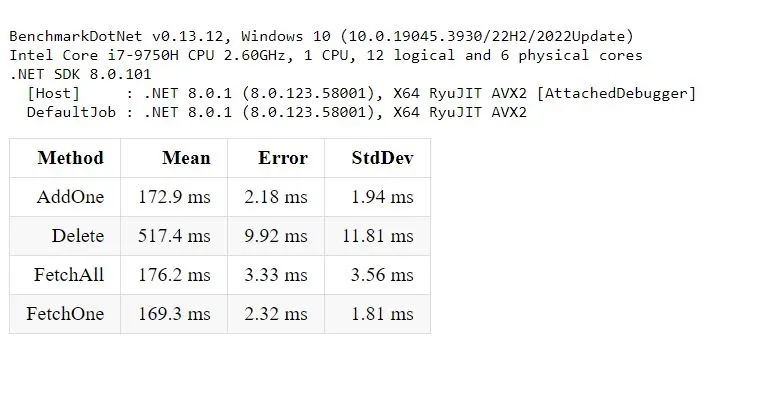 BenchmarkDotNet v0.13.12, Windows 10 (10.0.19045.3930/22H2/2022Update)
Intel Core i7-9750H CPU 2.60GHz, 1 CPU, 12 logical and 6 physical cores
.NET SDK 8.0.101
[Host]     : .NET 8.0.1 (8.0.123.58001), X64 RyuJIT AVX2 [AttachedDebugger]
DefaultJob : .NET 8.0.1 (8.0.123.58001), X64 RyuJIT AVX2
Method Mean Error StdDev
AddOne 172.9 ms 2.18 ms 1.94 ms
Delete 517.4 ms 9.92 ms 11.81 ms
FetchAll 176.2 ms 3.33 ms 3.56 ms
FetchOne 169.3 ms 2.32 ms 1.81 ms